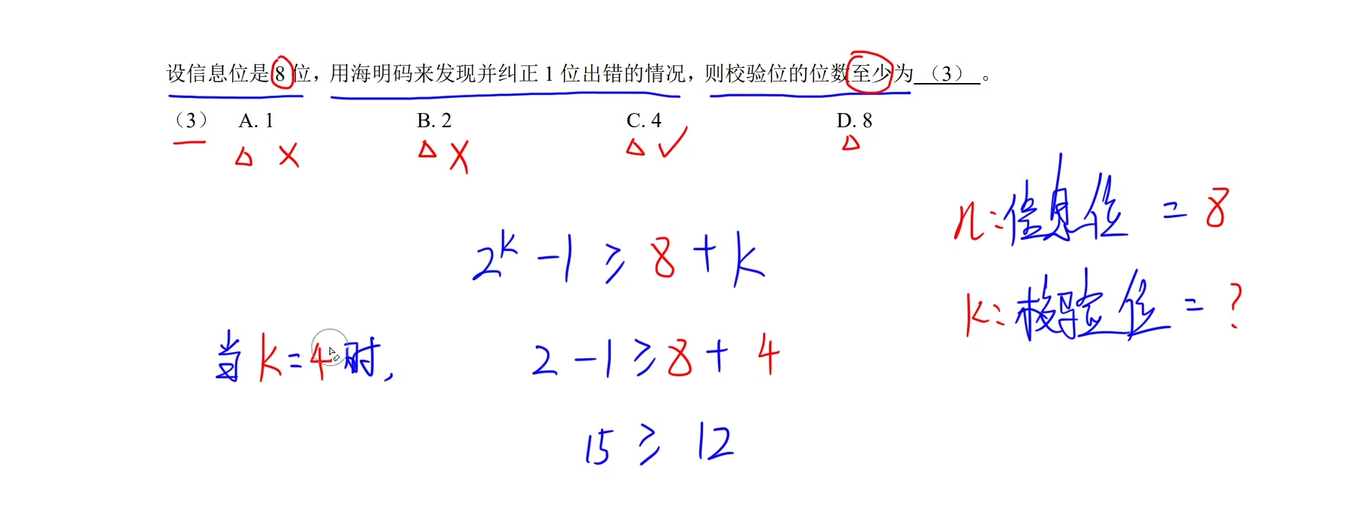 设信息位是8位，用海明码来发现并纠正1位出错的情况，则校验位的位数至少为（3）。
（3） A. 1 B. 2 C. 4 D. 8
n:信息位 = 8
2^k - 1 ≥ 8 + k
k:校验位 = ?
当k=4时, 2 - 1 ≥ 8 + 4
15 ≥ 12